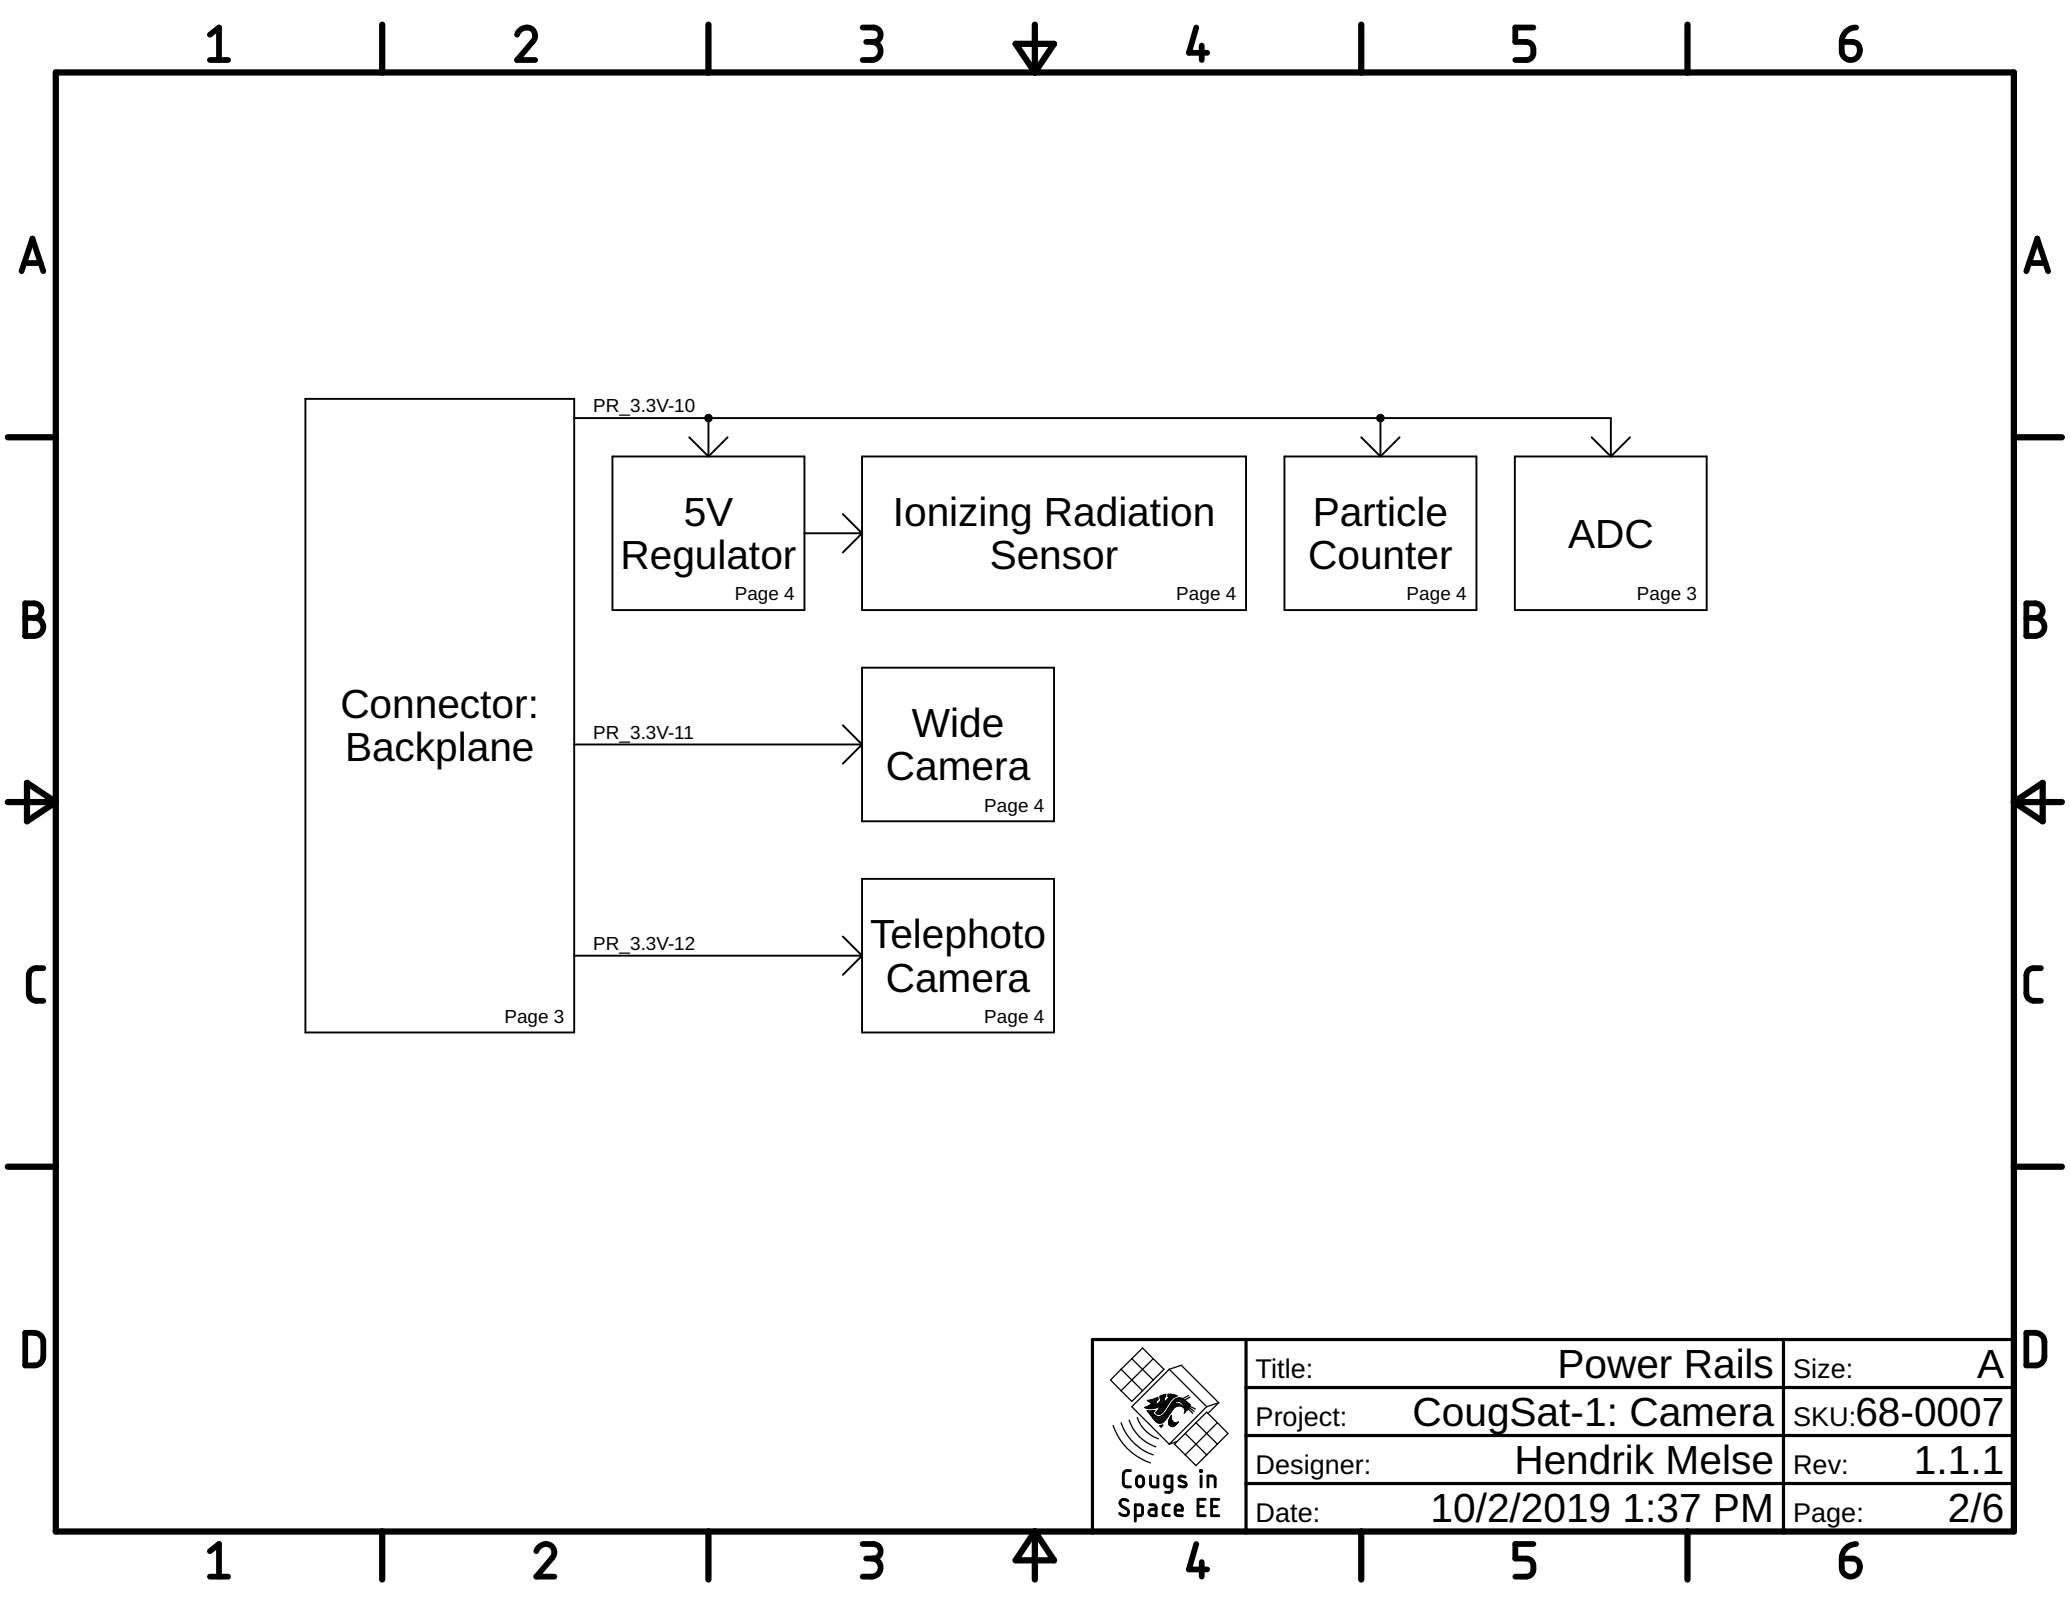 1 2 3 4 5 6
A A
PR_3.3V-10
5V
Regulator
Page 4
Ionizing Radiation
Sensor
Page 4
Particle
Counter
Page 4
ADC
Page 3
B B
Connector:
Backplane
Page 3
PR_3.3V-11
Wide
Camera
Page 4
PR_3.3V-12
Telephoto
Camera
Page 4
C C
D D
Cougs in
Space EE
Title: Power Rails Size: A
Project: CougSat-1: Camera SKU:68-0007
Designer: Hendrik Melse Rev: 1.1.1
Date: 10/2/2019 1:37 PM Page: 2/6
1 2 3 4 5 6